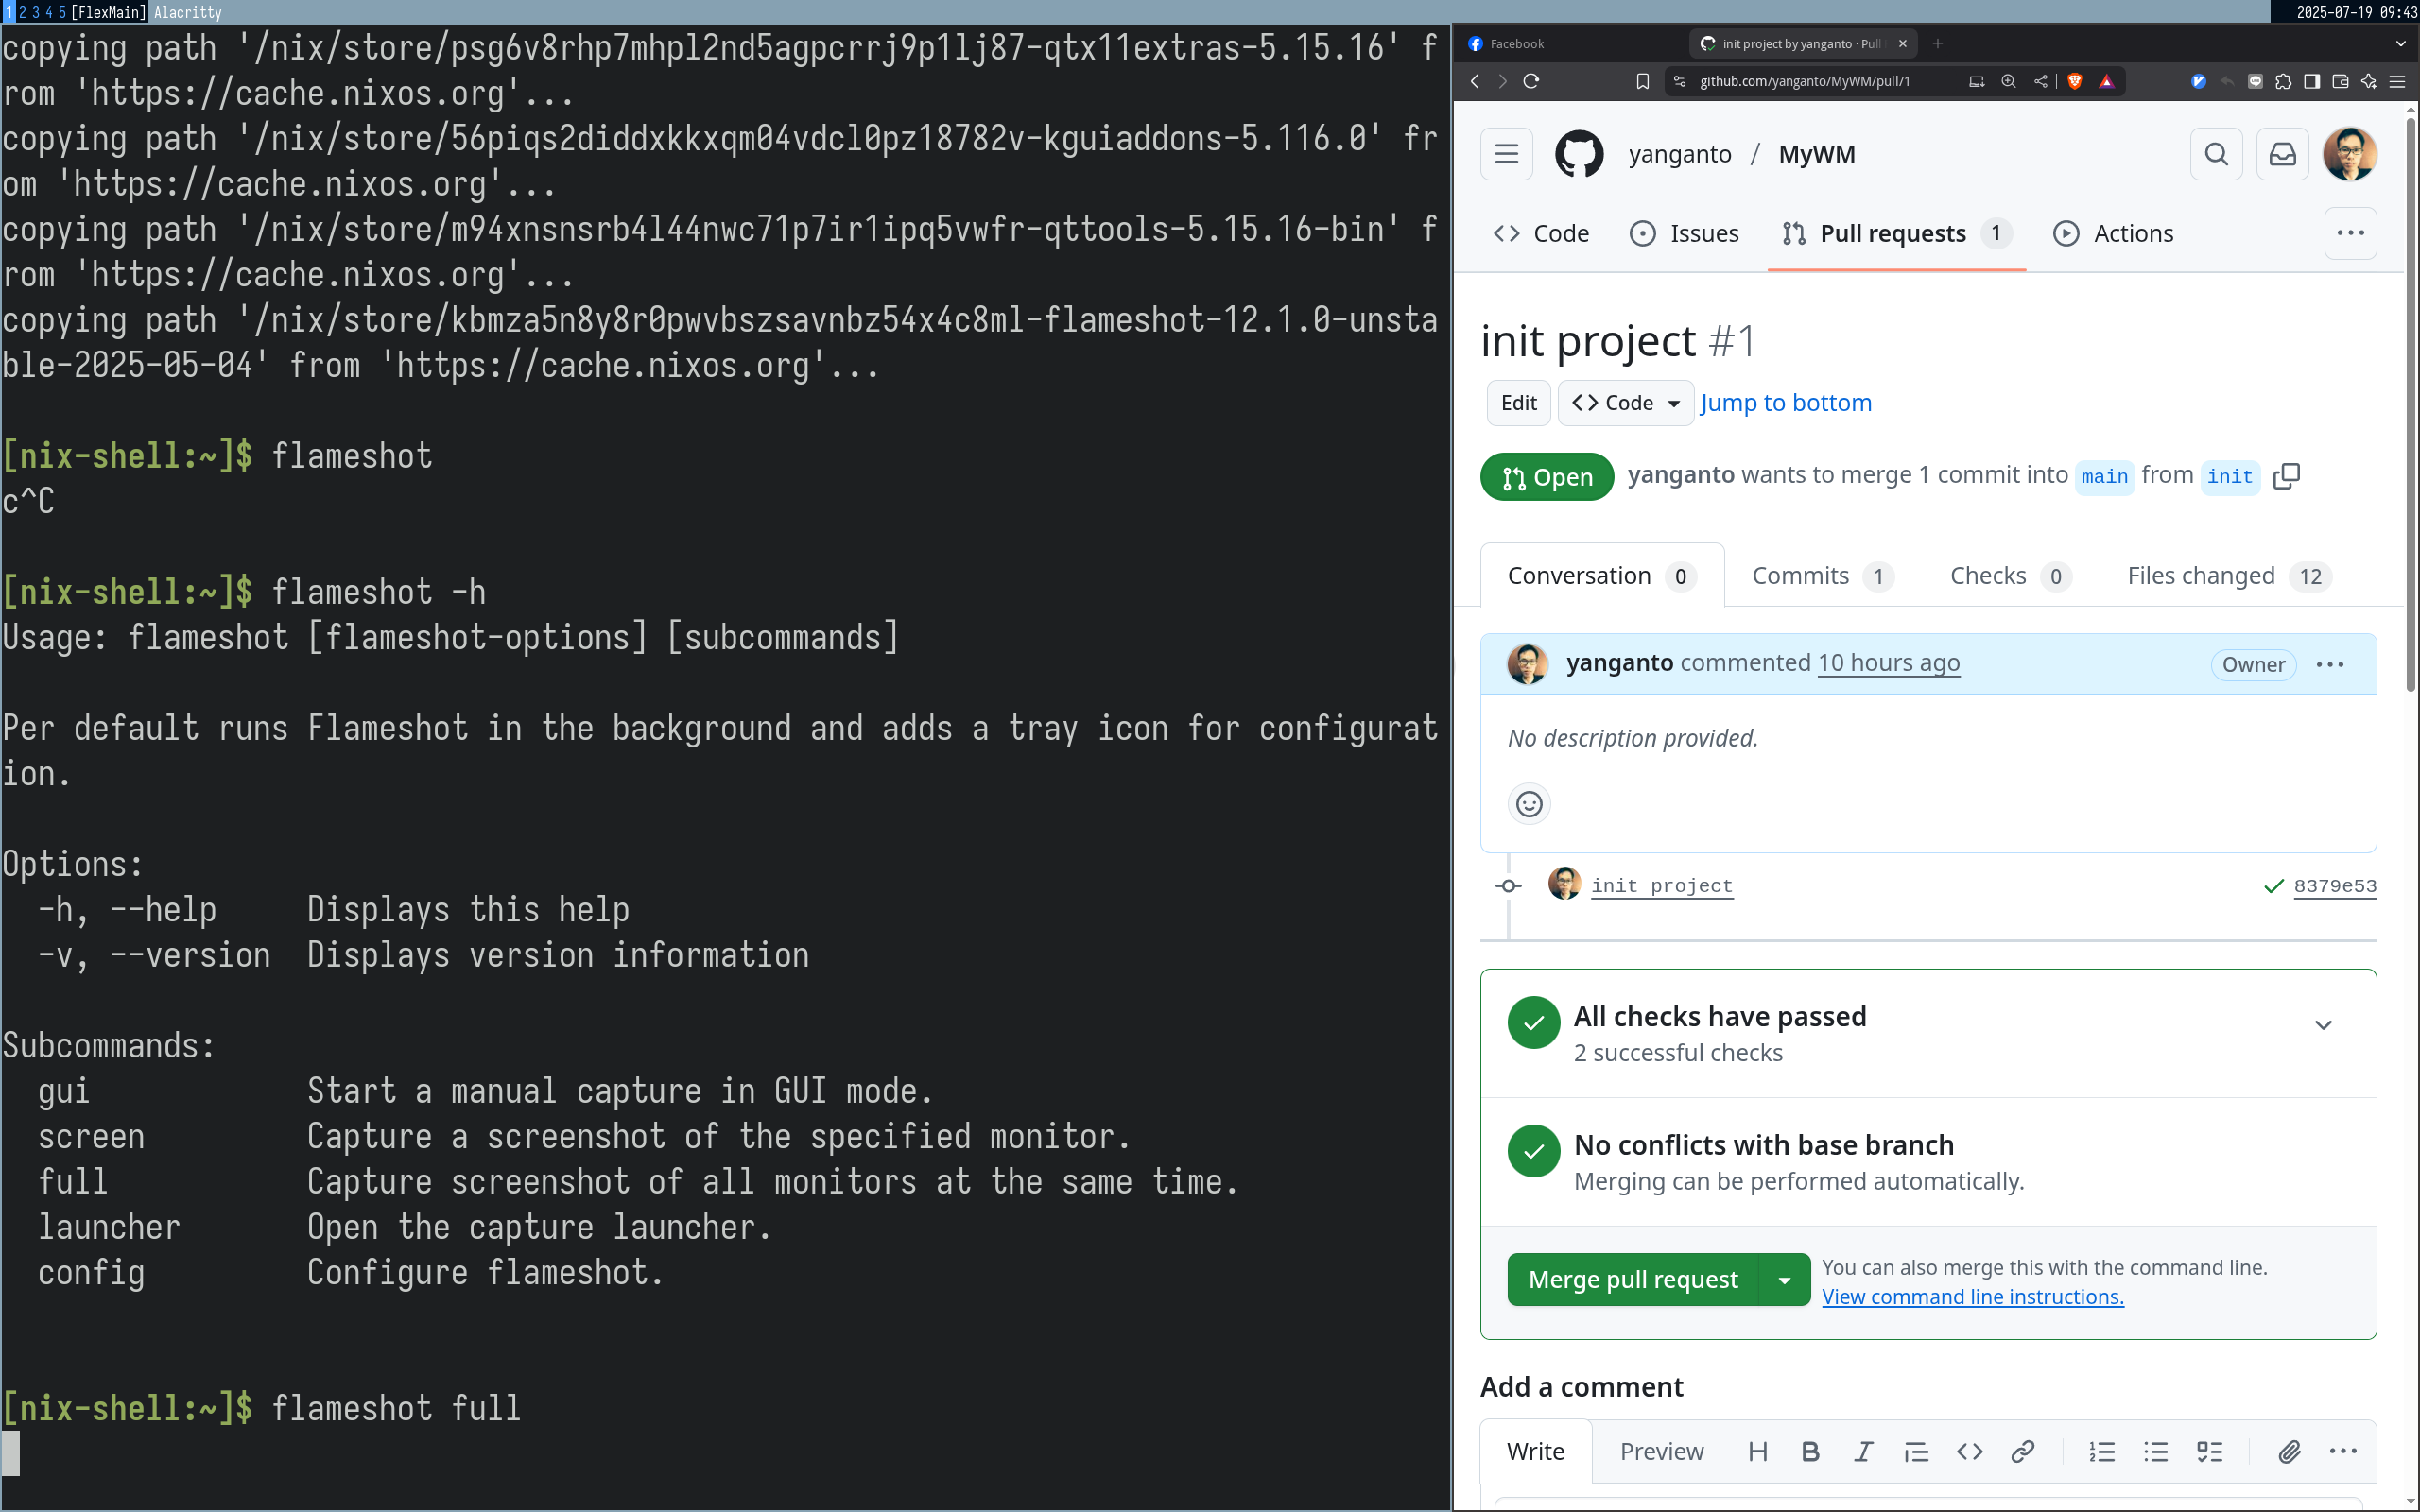 1 2 3 4 5 [FlexMain] Alacritty
2025-07-19 09:43
copying path '/nix/store/psg6v8rhp7mhpl2nd5agpcrrj9p1lj87-qtx11extras-5.15.16' f
rom 'https://cache.nixos.org'...
copying path '/nix/store/56piqs2diddxkkxqm04vdcl0pz18782v-kguiaddons-5.116.0' fr
om 'https://cache.nixos.org'...
copying path '/nix/store/m94xnsnsrb4l44nwc71p7ir1ipq5vwfr-qttools-5.15.16-bin' f
rom 'https://cache.nixos.org'...
copying path '/nix/store/kbmza5n8y8r0pwvbszsavnbz54x4c8ml-flameshot-12.1.0-unsta
ble-2025-05-04' from 'https://cache.nixos.org'...
[nix-shell:~]$ flameshot
c^C
[nix-shell:~]$ flameshot -h
Usage: flameshot [flameshot-options] [subcommands]
Per default runs Flameshot in the background and adds a tray icon for configurat
ion.
Options:
-h, --help Displays this help
-v, --version Displays version information
Subcommands:
gui Start a manual capture in GUI mode.
screen Capture a screenshot of the specified monitor.
full Capture screenshot of all monitors at the same time.
launcher Open the capture launcher.
config Configure flameshot.
[nix-shell:~]$ flameshot full
Facebook
init project by yanganto · Pull
github.com/yanganto/MyWM/pull/1
yanganto / MyWM
Code Issues Pull requests 1 Actions
init project #1
Edit Code Jump to bottom
Open yanganto wants to merge 1 commit into main from init
Conversation 0 Commits 1 Checks 0 Files changed 12
yanganto commented 10 hours ago Owner
No description provided.
init project 8379e53
All checks have passed
2 successful checks
No conflicts with base branch
Merging can be performed automatically.
Merge pull request
You can also merge this with the command line.
View command line instructions.
Add a comment
Write Preview